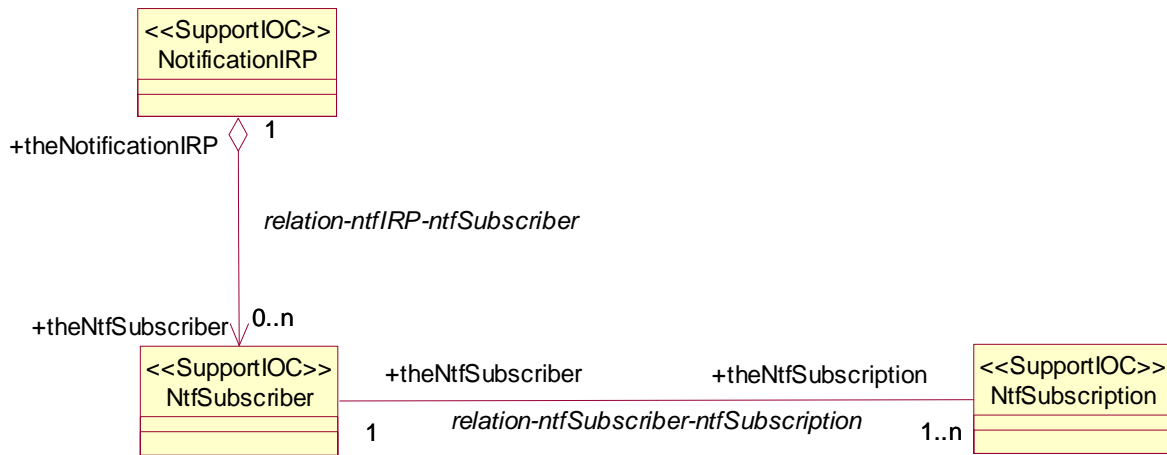 <<SupportIOC>>
NotificationIRP
1
+theNotificationIRP
relation-ntfIRP-ntfSubscriber
+theNtfSubscriber
0..n
<<SupportIOC>>
NtfSubscriber
+theNtfSubscriber
+theNtfSubscription
<<SupportIOC>>
NtfSubscription
1
relation-ntfSubscriber-ntfSubscription
1..n